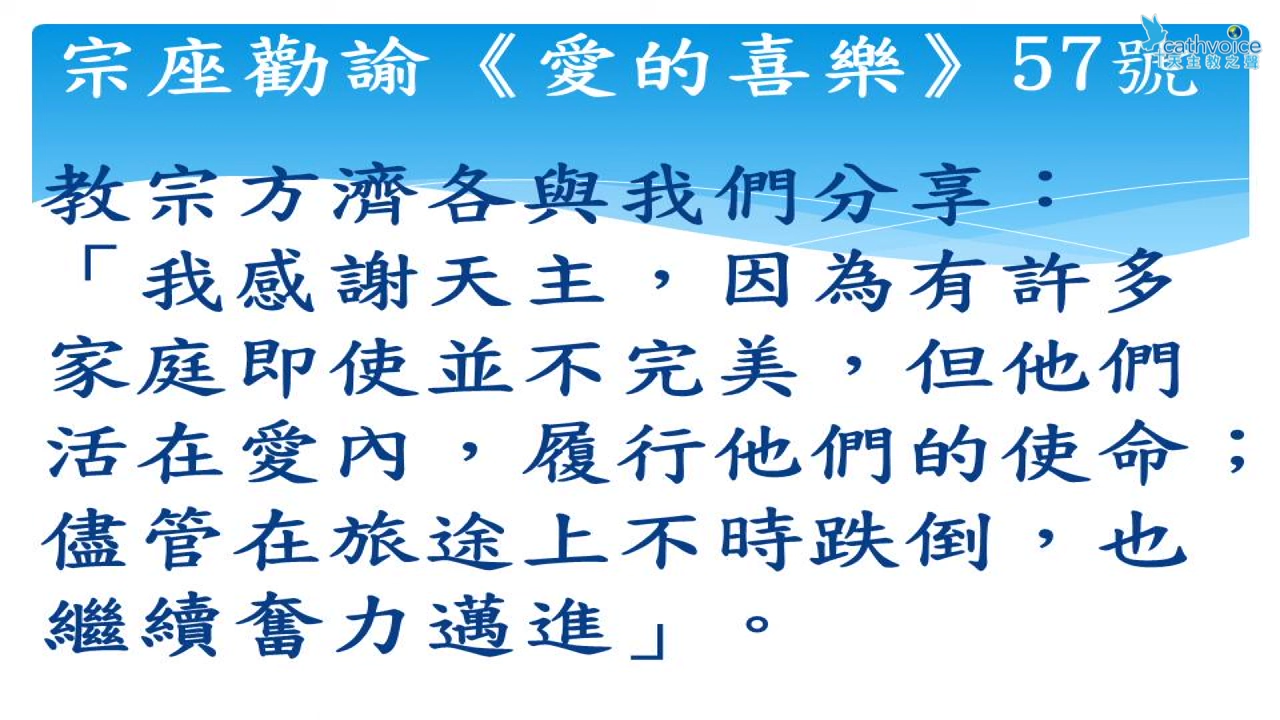 宗座勸諭《愛的喜樂》57號
cathvoice
天主教之聲
教宗方濟各與我們分享：
「我感謝天主，因為有許多
家庭即使並不完美，但他們
活在愛內，履行他們的使命；
儘管在旅途上不時跌倒，也
繼續奮力邁進」。